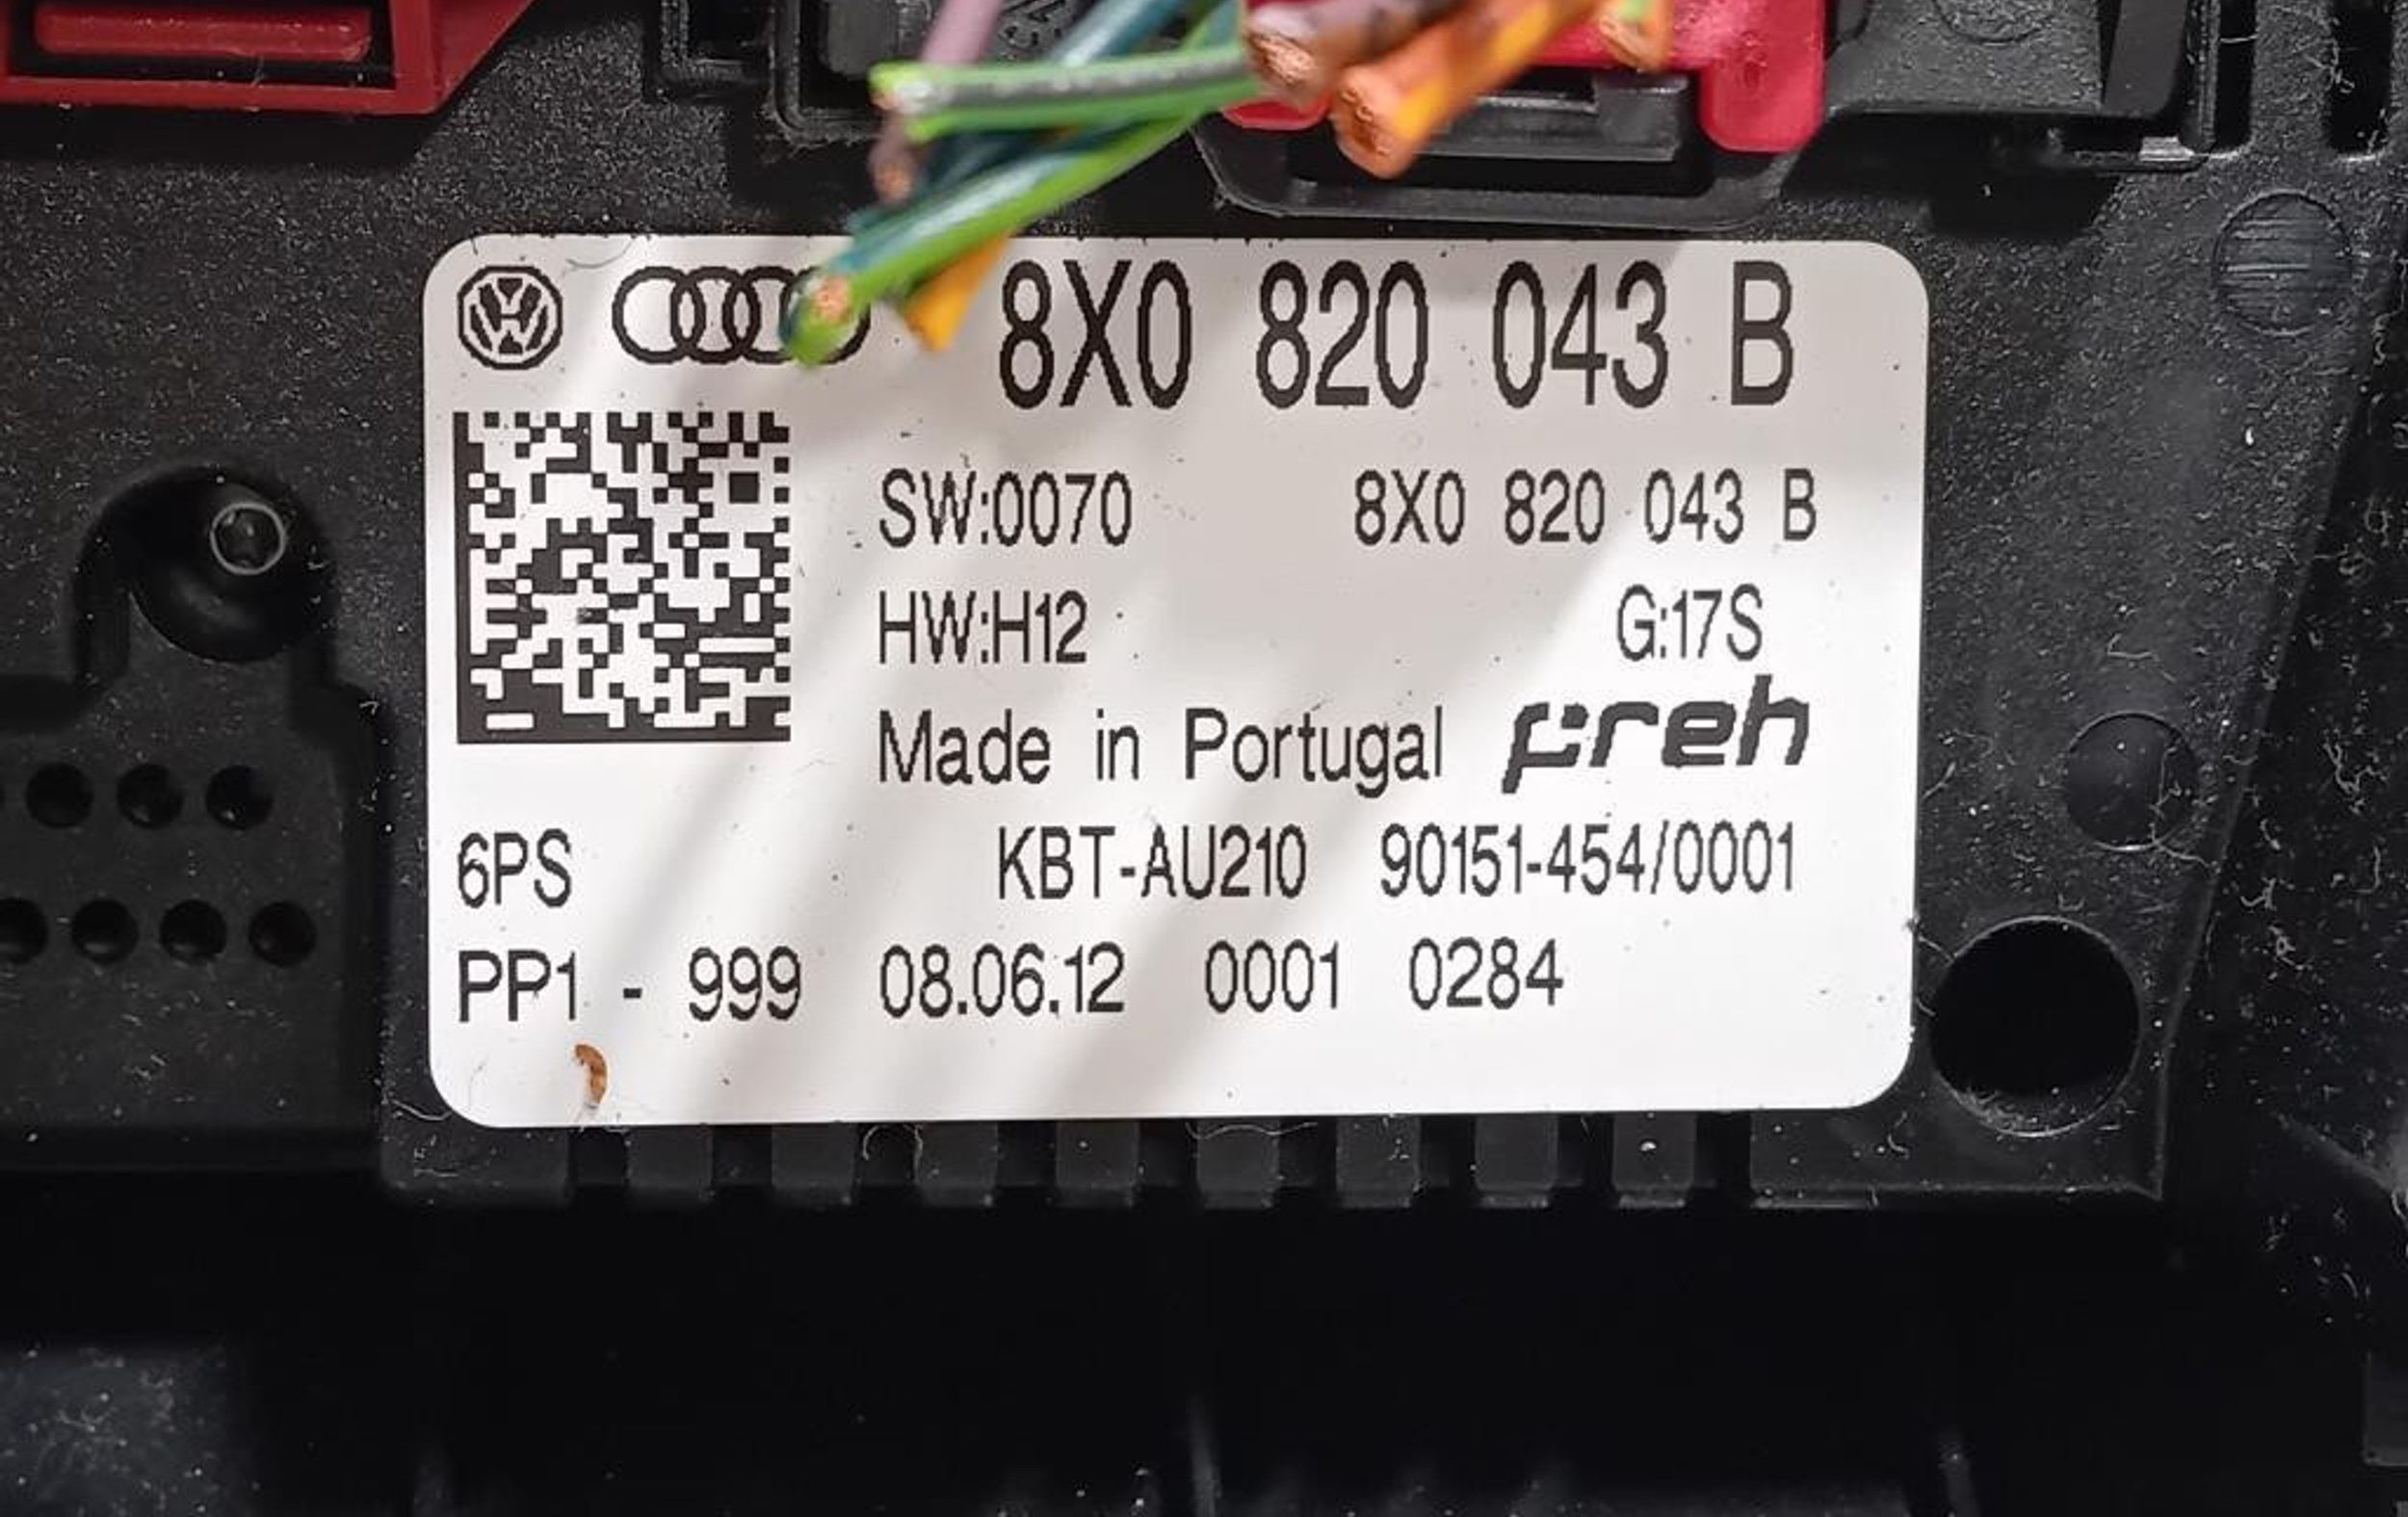 8X0 820 043 B
SW:0070 8X0 820 043 B
HW:H12 G:17S
Made in Portugal preh
6PS KBT-AU210 90151-454/0001
PP1 - 999 08.06.12 0001 0284